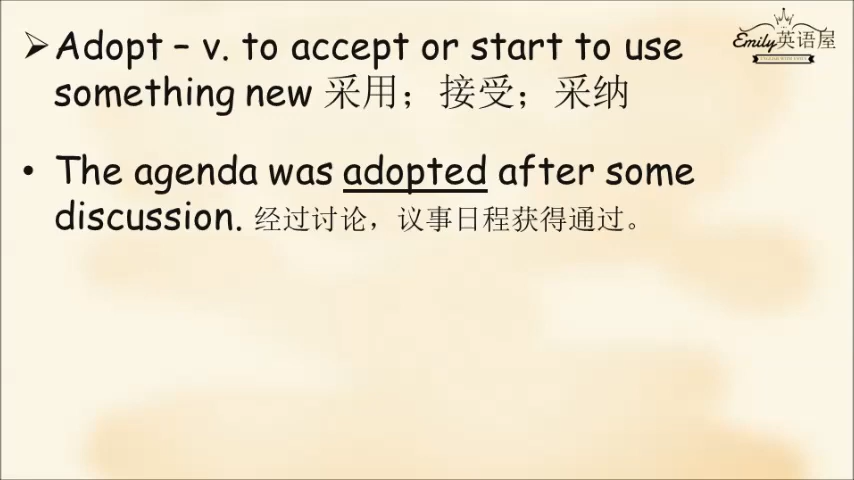 ➢Adopt – v. to accept or start to use
something new 采用；接受；采纳
• The agenda was adopted after some
discussion. 经过讨论，议事日程获得通过。
Emily英语屋